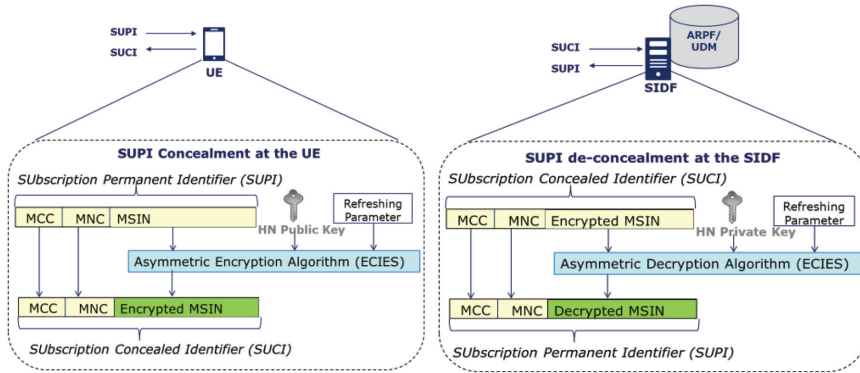 SUPI
SUCI
UE
SUPI Concealment at the UE
SUbscription Permanent Identifier (SUPI)
MCC MNC MSIN
HN Public Key
Refreshing
Parameter
Asymmetric Encryption Algorithm (ECIES)
MCC MNC Encrypted MSIN
SUbscription Concealed Identifier (SUCI)
ARPF/
UDM
SUCI
SUPI
SIDF
SUPI de-concealment at the SIDF
SUbscription Concealed Identifier (SUCI)
MCC MNC Encrypted MSIN
HN Private Key
Refreshing
Parameter
Asymmetric Decryption Algorithm (ECIES)
MCC MNC Decrypted MSIN
SUbscription Permanent Identifier (SUPI)